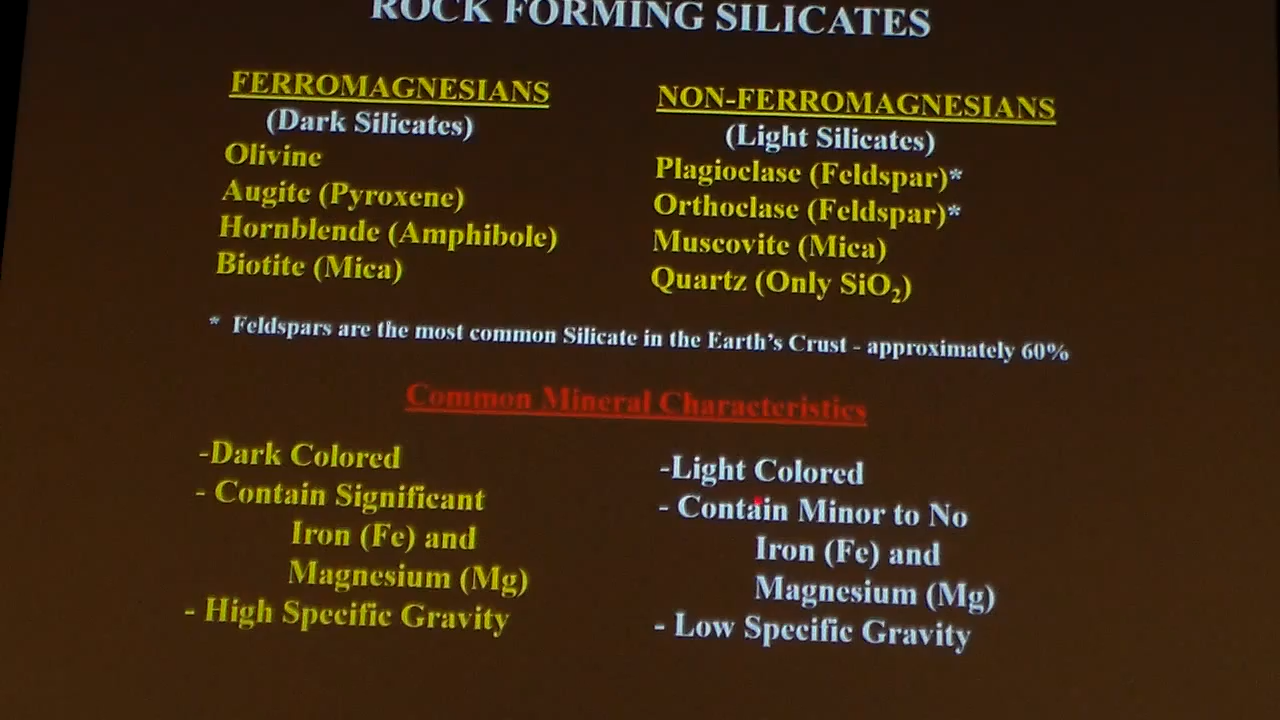 ROCK FORMING SILICATES
FERROMAGNESIANS
(Dark Silicates)
Olivine
Augite (Pyroxene)
Hornblende (Amphibole)
Biotite (Mica)
NON-FERROMAGNESIANS
(Light Silicates)
Plagioclase (Feldspar)*
Orthoclase (Feldspar)*
Muscovite (Mica)
Quartz (Only SiO₂)
* Feldspars are the most common Silicate in the Earth's Crust - approximately 60%
Common Mineral Characteristics
-Dark Colored
- Contain Significant
Iron (Fe) and
Magnesium (Mg)
- High Specific Gravity
-Light Colored
- Contain Minor to No
Iron (Fe) and
Magnesium (Mg)
- Low Specific Gravity